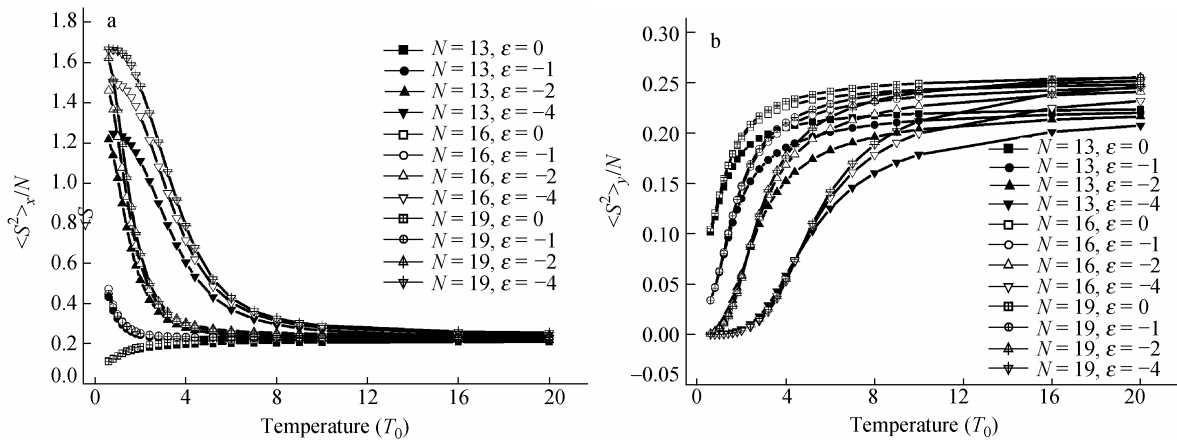 a
1.8
1.6
1.4
1.2
1.0
0.8
0.6
0.4
0.2
0.0
<S²>x/N
0 4 8 12 16 20
Temperature (T₀)
N = 13, ε = 0
N = 13, ε = −1
N = 13, ε = −2
N = 13, ε = −4
N = 16, ε = 0
N = 16, ε = −1
N = 16, ε = −2
N = 16, ε = −4
N = 19, ε = 0
N = 19, ε = −1
N = 19, ε = −2
N = 19, ε = −4
b
0.30
0.25
0.20
0.15
0.10
0.05
0.00
−0.05
<S²>y/N
0 4 8 12 16 20
Temperature (T₀)
N = 13, ε = 0
N = 13, ε = −1
N = 13, ε = −2
N = 13, ε = −4
N = 16, ε = 0
N = 16, ε = −1
N = 16, ε = −2
N = 16, ε = −4
N = 19, ε = 0
N = 19, ε = −1
N = 19, ε = −2
N = 19, ε = −4